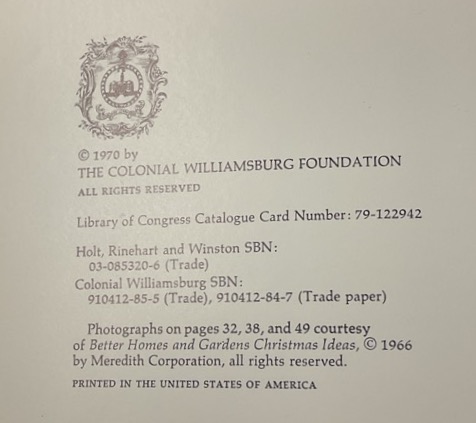 © 1970 by
THE COLONIAL WILLIAMSBURG FOUNDATION
ALL RIGHTS RESERVED
Library of Congress Catalogue Card Number: 79-122942
Holt, Rinehart and Winston SBN:
03-085320-6 (Trade)
Colonial Williamsburg SBN:
910412-85-5 (Trade), 910412-84-7 (Trade paper)
Photographs on pages 32, 38, and 49 courtesy
of Better Homes and Gardens Christmas Ideas, © 1966
by Meredith Corporation, all rights reserved.
PRINTED IN THE UNITED STATES OF AMERICA